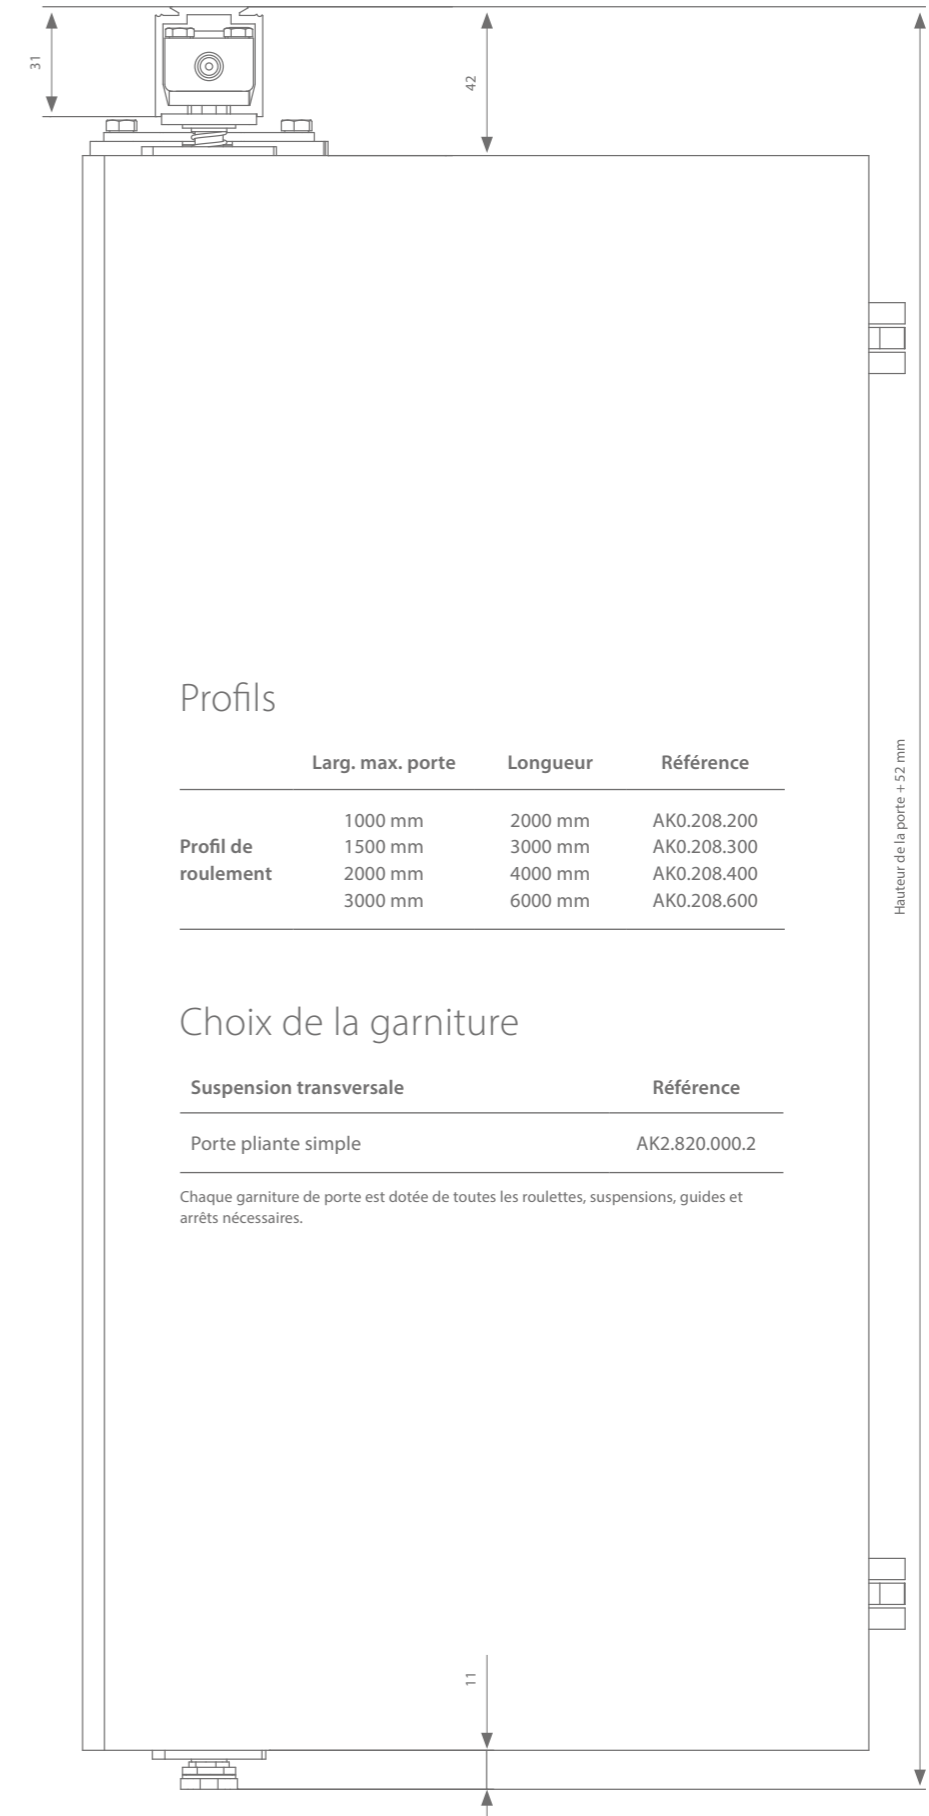 31
42
Profils
Larg. max. porte Longueur Référence
1000 mm 2000 mm AK0.208.200
Profil de 1500 mm 3000 mm AK0.208.300
roulement 2000 mm 4000 mm AK0.208.400
3000 mm 6000 mm AK0.208.600
Hauteur de la porte + 52 mm
Choix de la garniture
Suspension transversale Référence
Porte pliante simple AK2.820.000.2
Chaque garniture de porte est dotée de toutes les roulettes, suspensions, guides et
arrêts nécessaires.
11